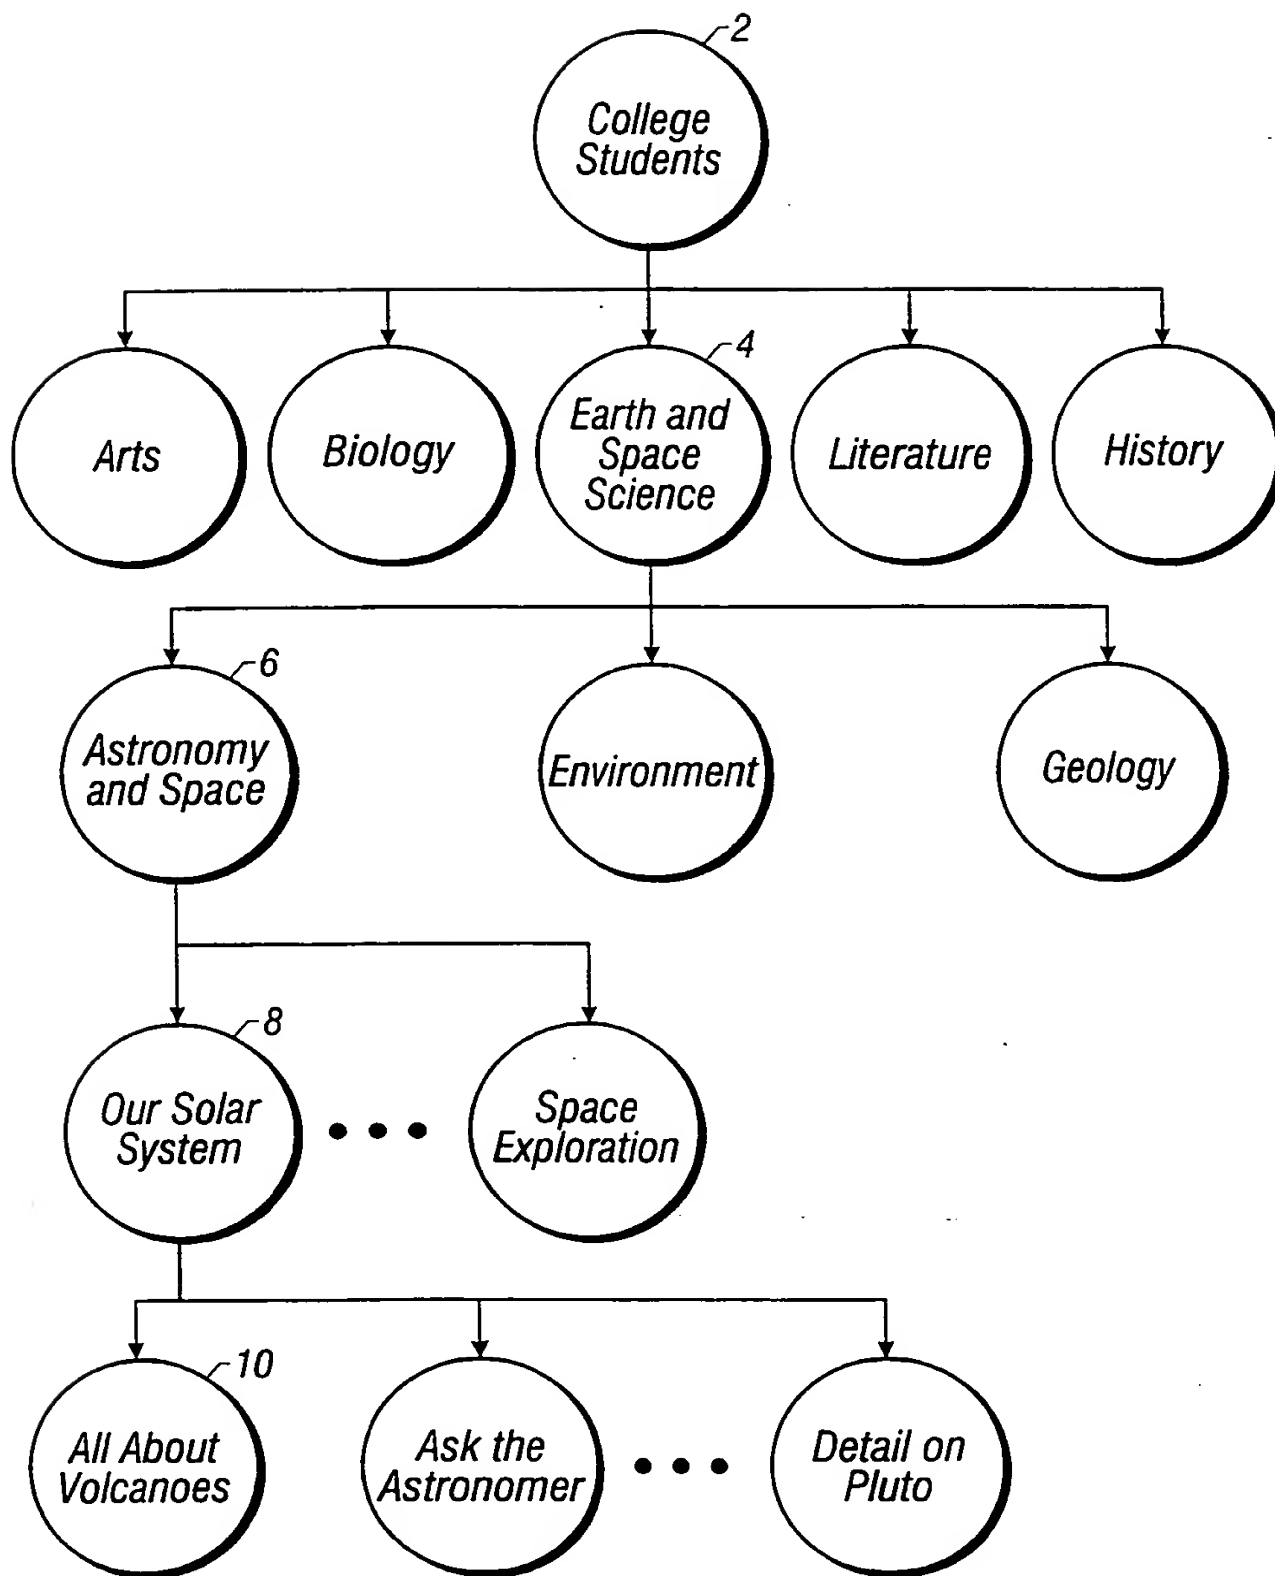 2
College
Students
Arts
Biology
4
Earth and
Space
Science
Literature
History
6
Astronomy
and Space
Environment
Geology
8
Our Solar
System
Space
Exploration
10
All About
Volcanoes
Ask the
Astronomer
Detail on
Pluto